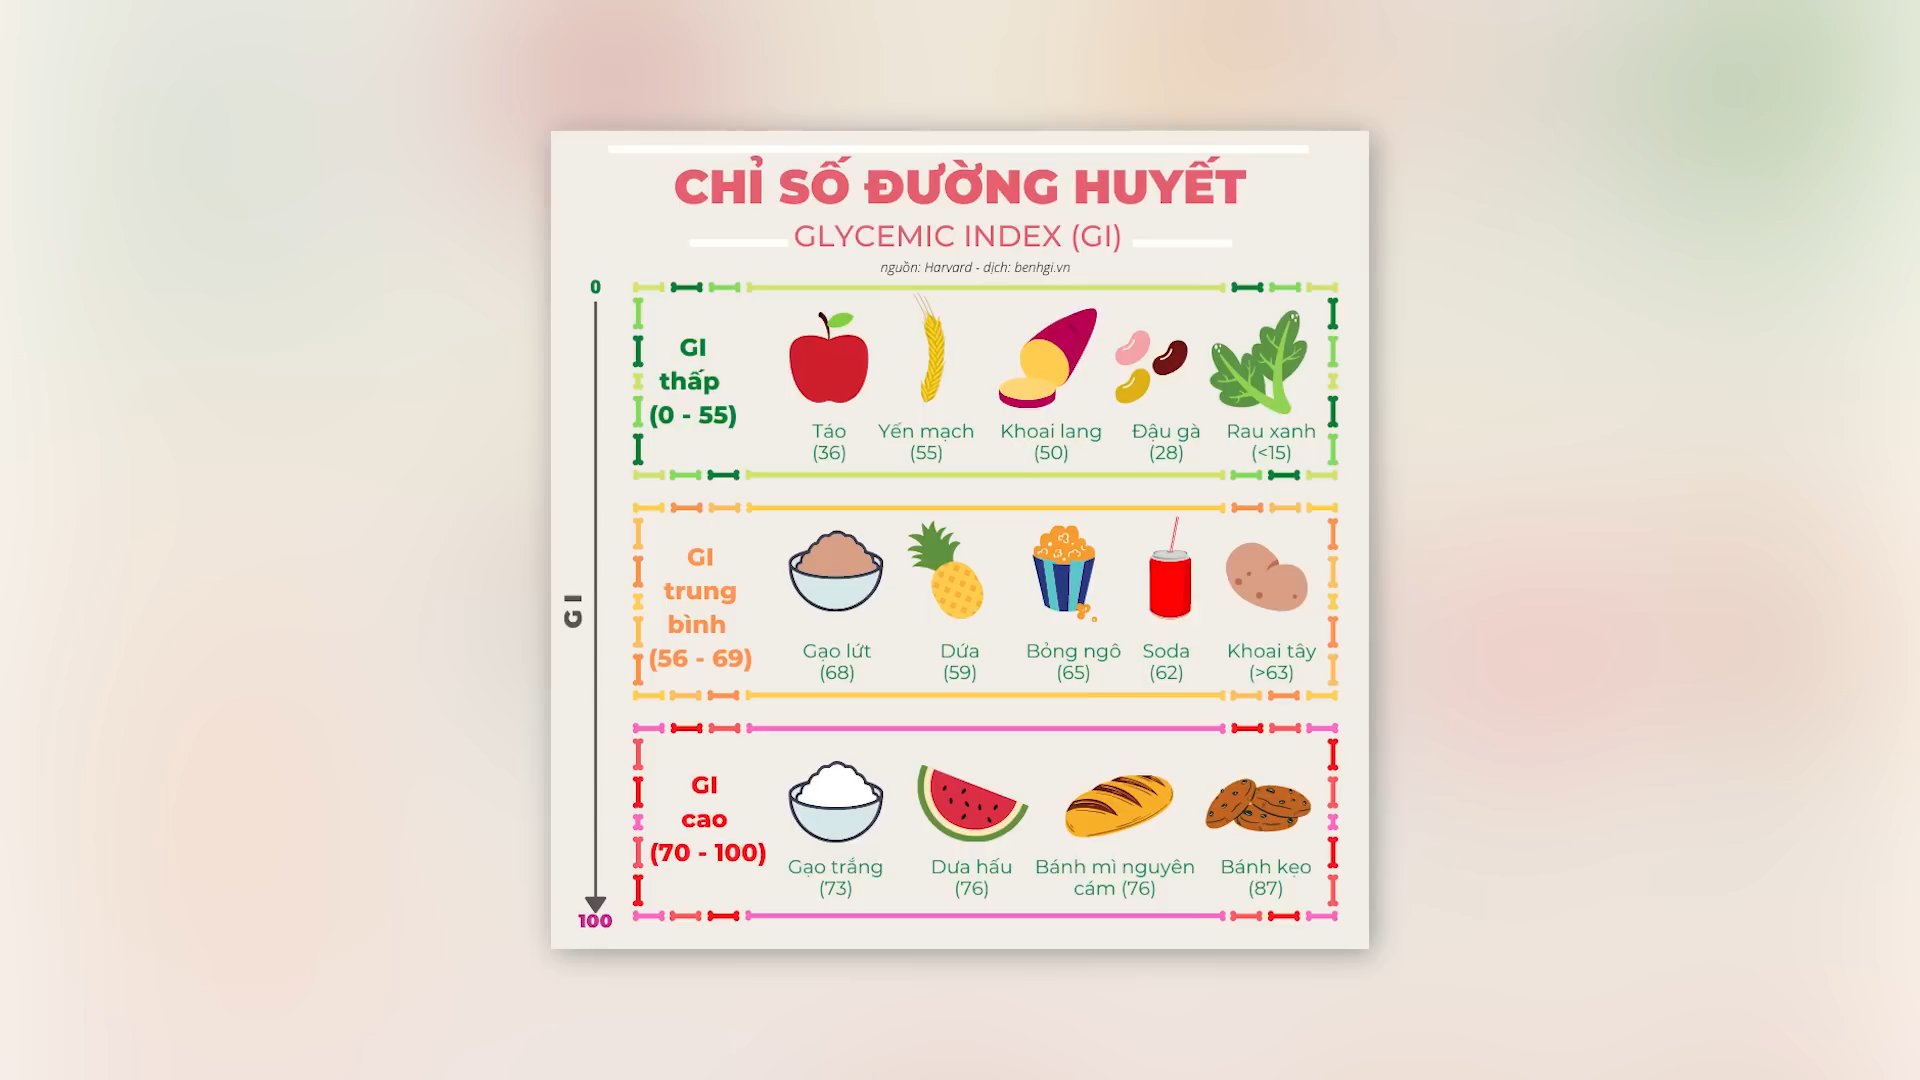 CHỈ SỐ ĐƯỜNG HUYẾT
GLYCEMIC INDEX (GI)
nguồn: Harvard - dịch: benhgi.vn
0
GI
thấp
(0 - 55)
Táo
(36)
Yến mạch
(55)
Khoai lang
(50)
Đậu gà
(28)
Rau xanh
(<15)
GI
GI
trung
bình
(56 - 69)
Gạo lứt
(68)
Dứa
(59)
Bỏng ngô
(65)
Soda
(62)
Khoai tây
(>63)
GI
cao
(70 - 100)
Gạo trắng
(73)
Dưa hấu
(76)
Bánh mì nguyên
cám (76)
Bánh kẹo
(87)
100